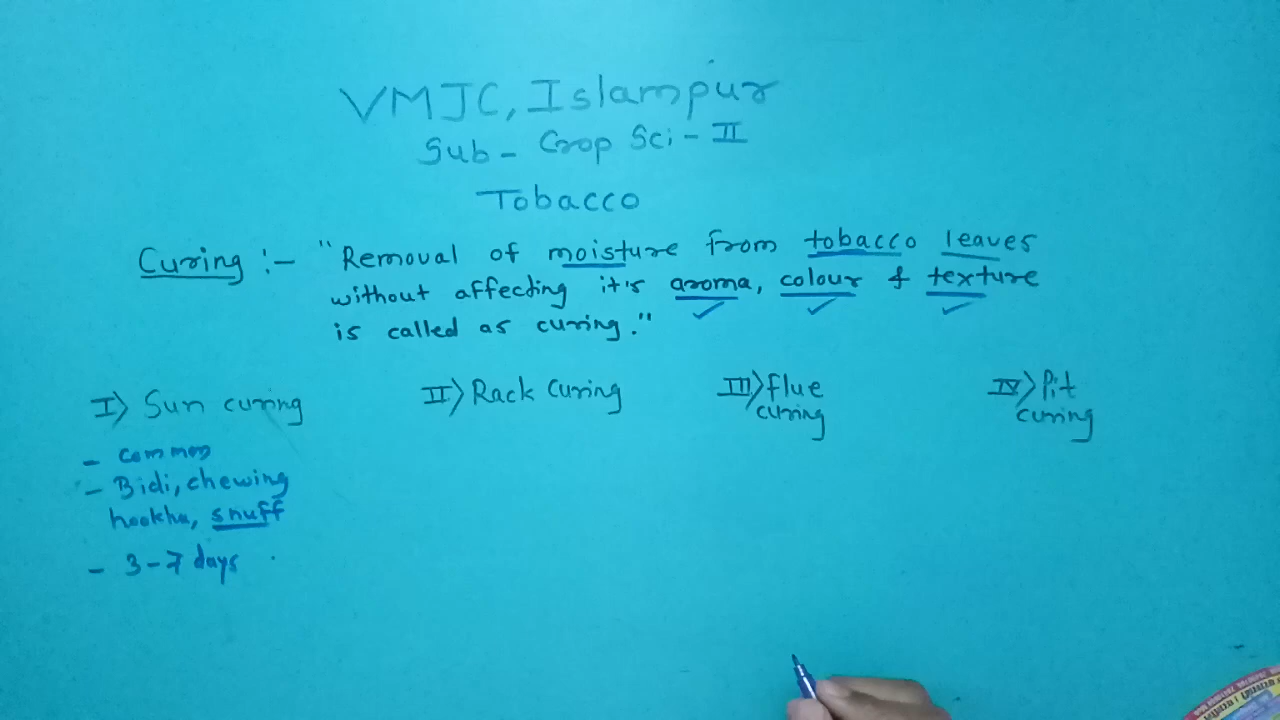 VMJC, Islampur
Sub - Crop Sci - II
Tobacco
Curing :- "Removal of moisture from tobacco leaves
without affecting it's aroma, colour & texture
is called as curing."
I) Sun curing
- common
- Bidi, chewing
hookha, snuff
- 3-7 days
II) Rack Curing
III) flue
curing
IV) Pit
curing